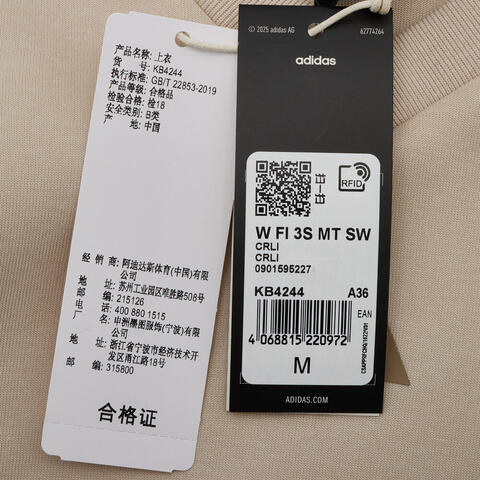 产品名称: 上衣
货 号: KB4244
执行标准: GB/T 22853-2019
产品等级: 合格品
检验合格: 检18
安全类别: B类
产 地: 中国
经 销 商: 阿迪达斯体育(中国)有限公司
地 址: 苏州工业园区唯胜路508号
邮 编: 215126
电 话: 400 880 1515
厂 名: 申洲墨图服饰(宁波)有限公司
地 址: 浙江省宁波市经济技术开发区甬江路18号
邮 编: 315800
合格证
© 2025 adidas AG 62774264
adidas
RFID
W FI 3S MT SW
CRLI
CRLI
0901595227
KB4244 A36
EAN
4 068815 220972
M
ADIDAS.COM